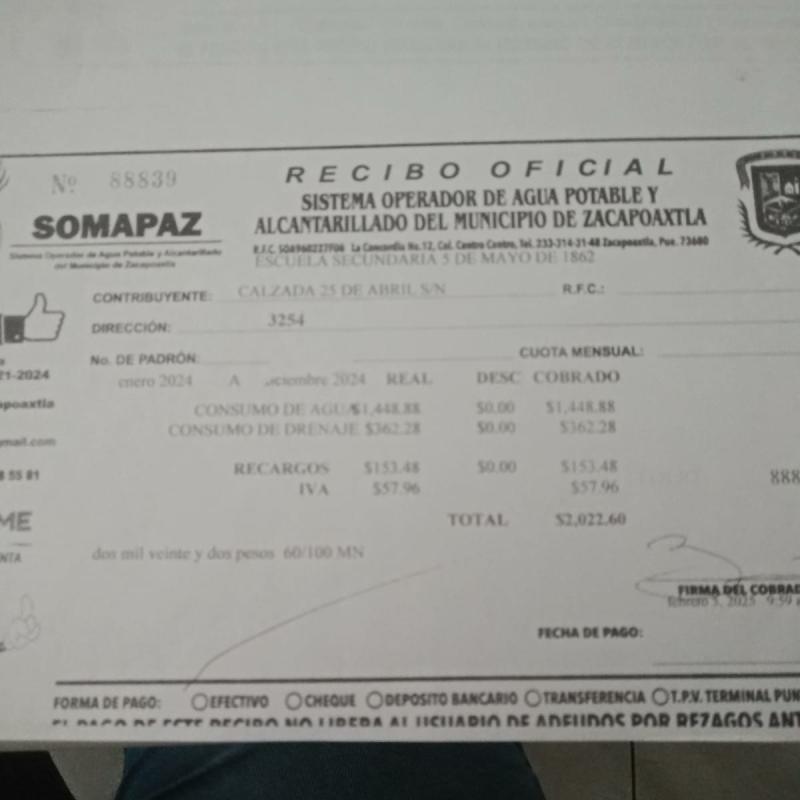 Nº 88839
RECIBO OFICIAL
SISTEMA OPERADOR DE AGUA POTABLE Y
ALCANTARILLADO DEL MUNICIPIO DE ZACAPOAXTLA
SOMAPAZ
Sistema Operador de Agua Potable y Alcantarillado
del Municipio de Zacapoaxtla
R.F.C. SOA960227F06 La Concordia No.12, Col. Centro Centro, Tel. 233-314-31-48 Zacapoaxtla, Pue. 73680
ESCUELA SECUNDARIA 5 DE MAYO DE 1862
CONTRIBUYENTE: CALZADA 25 DE ABRIL S/N R.F.C.:
DIRECCIÓN: 3254
No. DE PADRÓN: CUOTA MENSUAL:
21-2024
enero 2024 A diciembre 2024 REAL DESC COBRADO
apoaxtla
CONSUMO DE AGUA $1,448.88 $0.00 $1,448.88
CONSUMO DE DRENAJE $362.28 $0.00 $362.28
gmail.com
RECARGOS $153.48 $0.00 $153.48
8 55 81
IVA $57.96 $57.96
888
TOTAL $2,022.60
ME
NTA
dos mil veinte y dos pesos 60/100 MN
FIRMA DEL COBRAD
febrero 5, 2025 9:59
FECHA DE PAGO:
FORMA DE PAGO: EFECTIVO CHEQUE DEPOSITO BANCARIO TRANSFERENCIA T.P.V. TERMINAL PUN
EL PAGO DE ESTE RECIBO NO LIBERA AL USUARIO DE ADEUDOS POR REZAGOS ANT